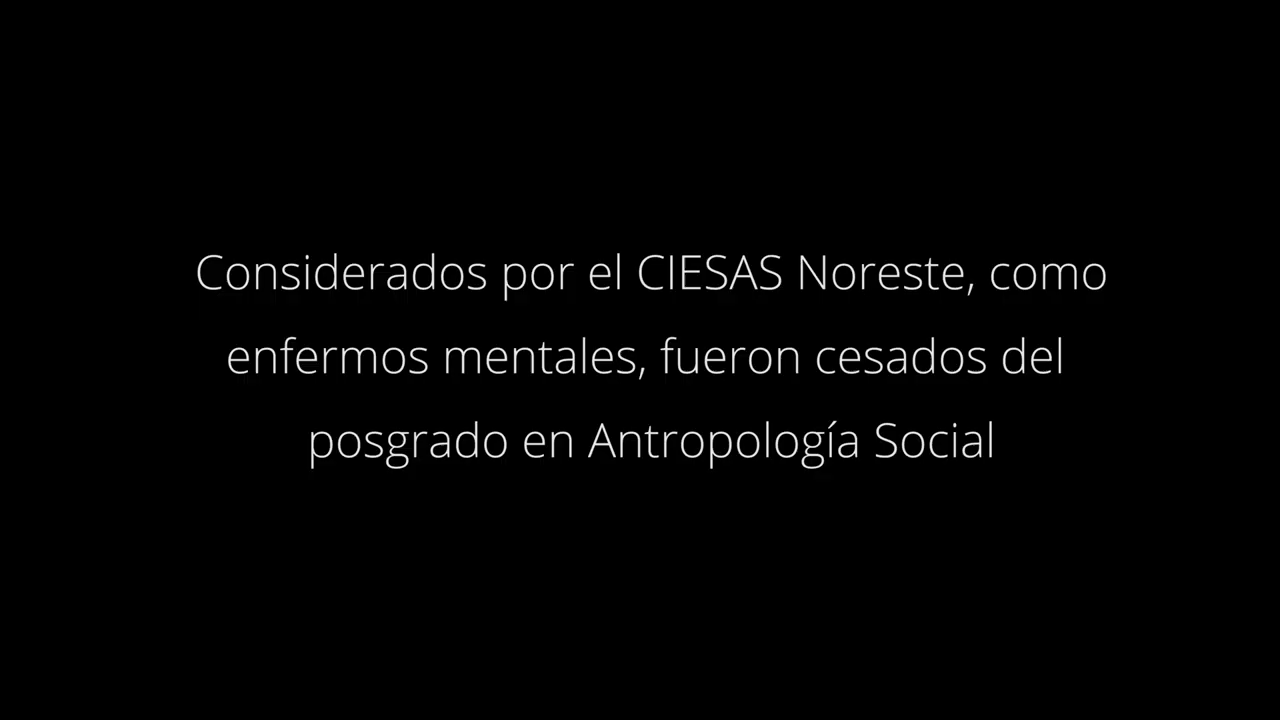 Considerados por el CIESAS Noreste, como
enfermos mentales, fueron cesados del
posgrado en Antropología Social